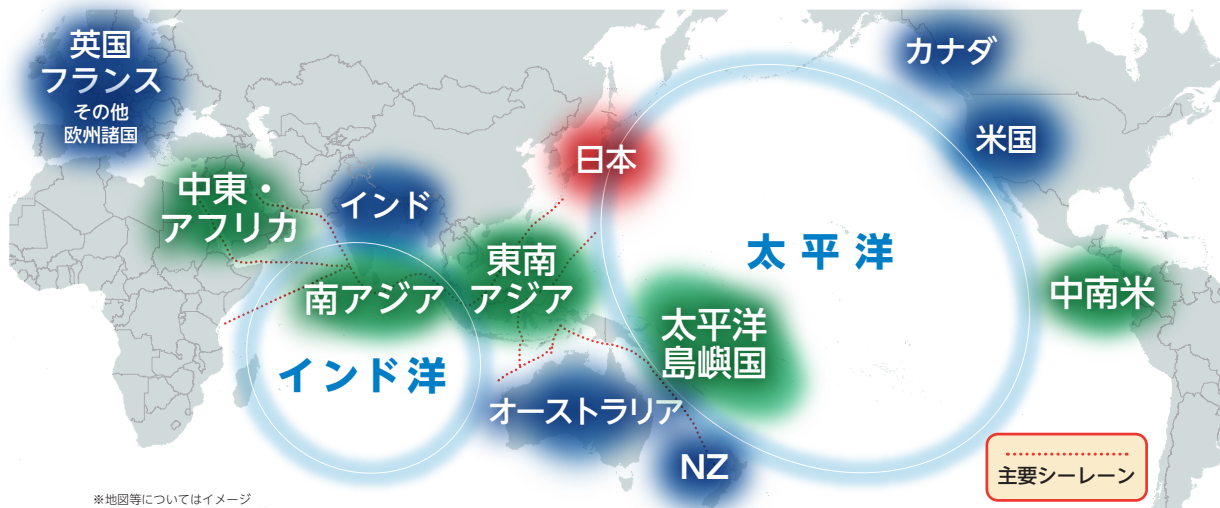 英国
フランス
その他
欧州諸国
カナダ
米国
日本
中東・
アフリカ
インド
東南
アジア
南アジア
太平洋
中南米
太平洋
島嶼国
インド洋
オーストラリア
NZ
主要シーレーン
※地図等についてはイメージ